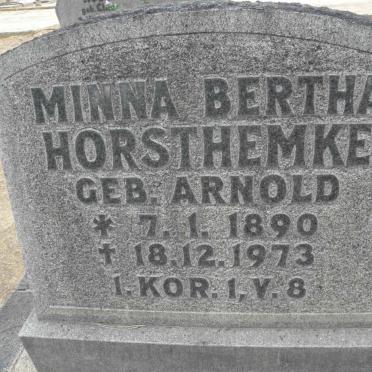 MINNA BERTHA
HORSTHEMKE
GEB. ARNOLD
* 7. 1. 1890
† 18.12.1973
1. KOR. 1, V. 8